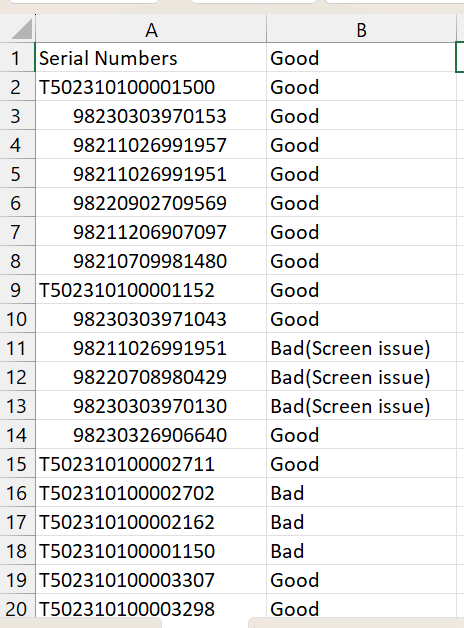 A B
1 Serial Numbers Good
2 T502310100001500 Good
3 98230303970153 Good
4 98211026991957 Good
5 98211026991951 Good
6 98220902709569 Good
7 98211206907097 Good
8 98210709981480 Good
9 T502310100001152 Good
10 98230303971043 Good
11 98211026991951 Bad(Screen issue)
12 98220708980429 Bad(Screen issue)
13 98230303970130 Bad(Screen issue)
14 98230326906640 Good
15 T502310100002711 Good
16 T502310100002702 Bad
17 T502310100002162 Bad
18 T502310100001150 Bad
19 T502310100003307 Good
20 T502310100003298 Good